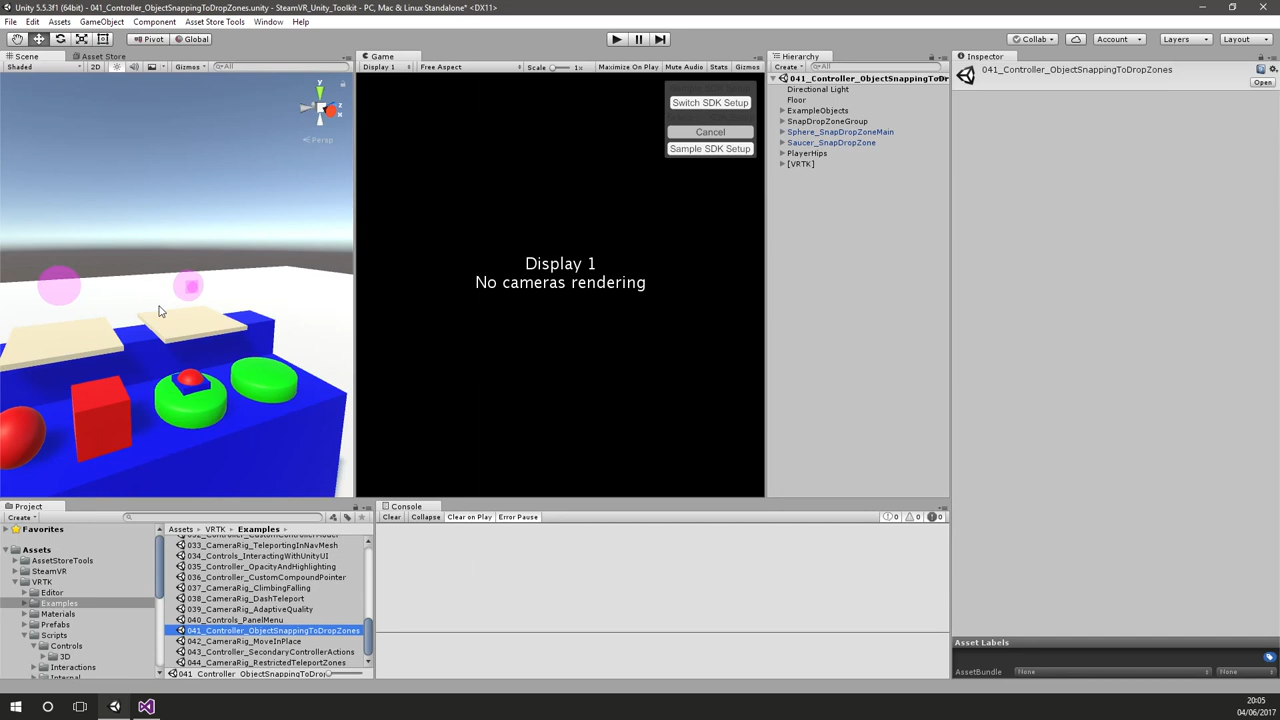 Unity 5.5.3f1 (64bit) - 041_Controller_ObjectSnappingToDropZones.unity - SteamVR_Unity_Toolkit - PC, Mac & Linux Standalone* <DX11>
File Edit Assets GameObject Component Asset Store Tools Window Help
Pivot Global Collab Account Layers Layout
Scene Asset Store Game Hierarchy Inspector
Shaded 2D Gizmos All
Display 1 Free Aspect Scale 1x Maximize On Play Mute Audio Stats Gizmos
Create All
041_Controller_ObjectSnappingToDr
Directional Light
Floor
ExampleObjects
SnapDropZoneGroup
Sphere_SnapDropZoneMain
Saucer_SnapDropZone
PlayerHips
[VRTK]
041_Controller_ObjectSnappingToDropZones
Open
y
z
Persp
Switch SDK Setup
Cancel
Sample SDK Setup
Display 1
No cameras rendering
Project
Create
Favorites
Assets
AssetStoreTools
SteamVR
VRTK
Editor
Examples
Materials
Prefabs
Scripts
Controls
3D
Interactions
Internal
Assets VRTK Examples
033_CameraRig_TeleportingInNavMesh
034_Controls_InteractingWithUnityUI
035_Controller_OpacityAndHighlighting
036_Controller_CustomCompoundPointer
037_CameraRig_ClimbingFalling
038_CameraRig_DashTeleport
039_CameraRig_AdaptiveQuality
040_Controls_PanelMenu
041_Controller_ObjectSnappingToDropZones
042_CameraRig_MoveInPlace
043_Controller_SecondaryControllerActions
044_CameraRig_RestrictedTeleportZones
041_Controller_ObjectSnappingToDrop
Console
Clear Collapse Clear on Play Error Pause 0 0 0
Asset Labels
AssetBundle None None
20:05
04/06/2017